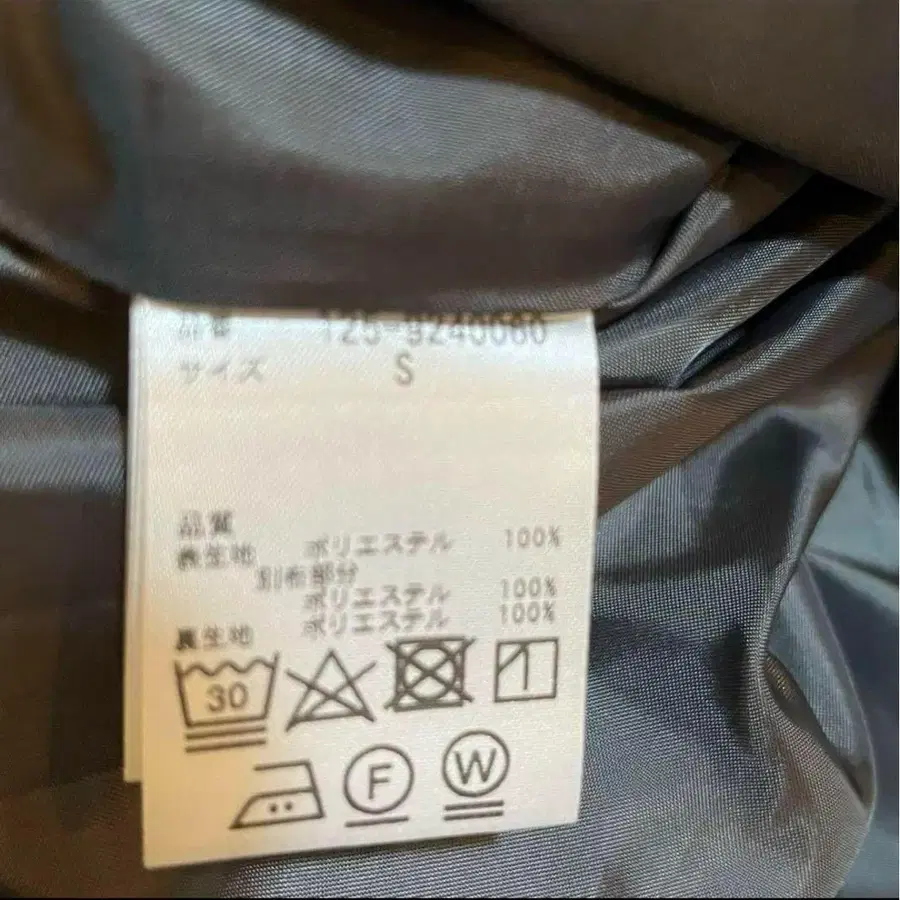 品番 125-9240060
サイズ S
品質
表生地 ポリエステル 100%
別布部分
ポリエステル 100%
裏生地 ポリエステル 100%
30
F W